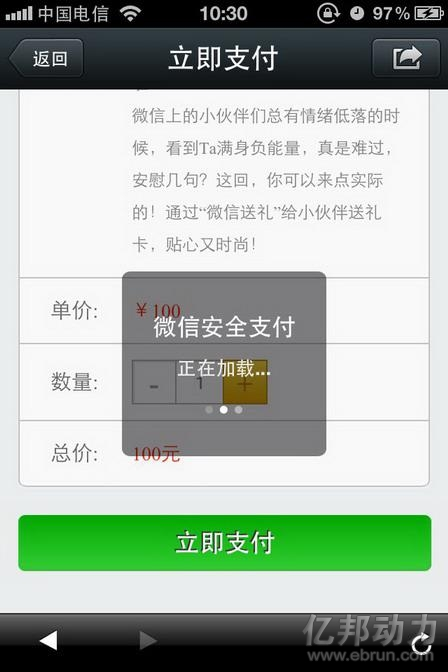 中国电信 10:30 97%
返回 立即支付
微信上的小伙伴们总有情绪低落的时
候，看到Ta满身负能量，真是难过，
安慰几句？这回，你可以来点实际
的！通过“微信送礼”给小伙伴送礼
卡，贴心又时尚！
单价: ￥100
微信安全支付
正在加载...
数量: - 1 +
总价: 100元
立即支付
亿邦动力
www.ebrun.com